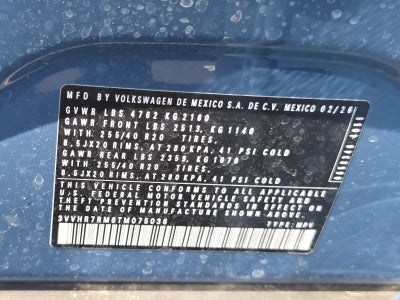 MFD BY VOLKSWAGEN DE MEXICO S.A. DE C.V. MEXICO 02/26
GVWR LBS 4762 KG 2160
GAWR FRONT LBS 2513, KG 1140
WITH 255/40 R20 TIRES.
8.5JX20 RIMS, AT 280 KPA, 41 PSI COLD
GAWR REAR LBS 2359, KG 1070
WITH 255/40 R20 TIRES.
8.5JX20 RIMS, AT 280 KPA, 41 PSI COLD
THIS VEHICLE CONFORMS TO ALL APPLICABLE
U.S. FEDERAL MOTOR VEHICLE SAFETY AND
THEFT PREVENTION STANDARDS IN EFFECT ON
THE DATE OF MANUFACTURE SHOWN ABOVE.
TYPE: MPV